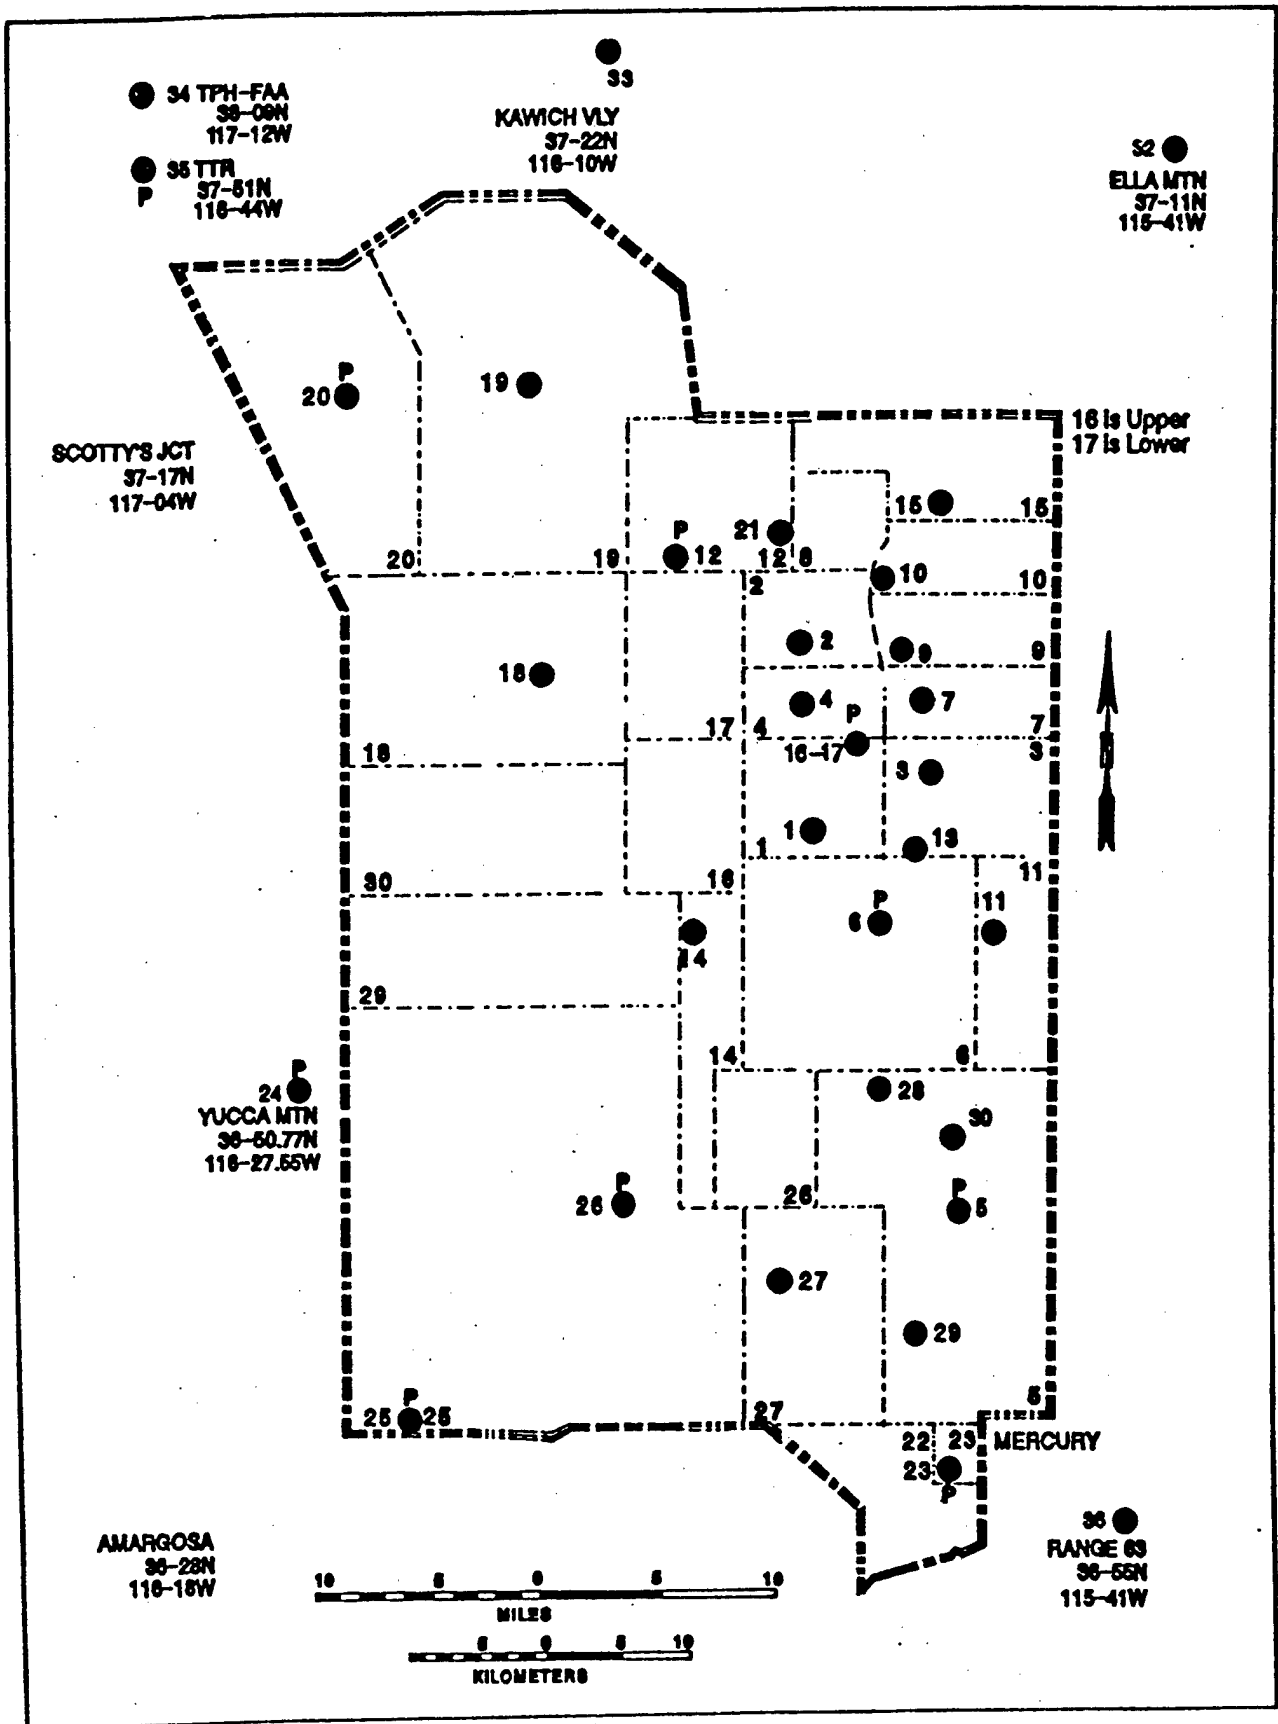 33
34 TPH-FAA
38-09N
117-12W
KAWICH VLY
37-22N
116-10W
35 TTR
P
37-51N
116-44W
ELLA MTN
37-11N
115-41W
P
20
19
16 Is Upper
17 Is Lower
SCOTTY'S JCT
37-17N
117-04W
15
15
21
P
12
20
19
12
8
2
10
10
2
9
9
18
4
7
P
17
4
16-17
7
3
3
18
1
13
1
11
30
16
P
6
11
14
29
14
6
P
24
28
YUCCA MTN
36-50.77N
116-27.55W
30
P
26
26
P
5
27
29
P
25
25
27
5
22
23
MERCURY
23
P
AMARGOSA
36-28N
116-18W
36
RANGE 63
36-55N
115-41W
10 5 0 5 10
MILES
5 0 5 10
KILOMETERS